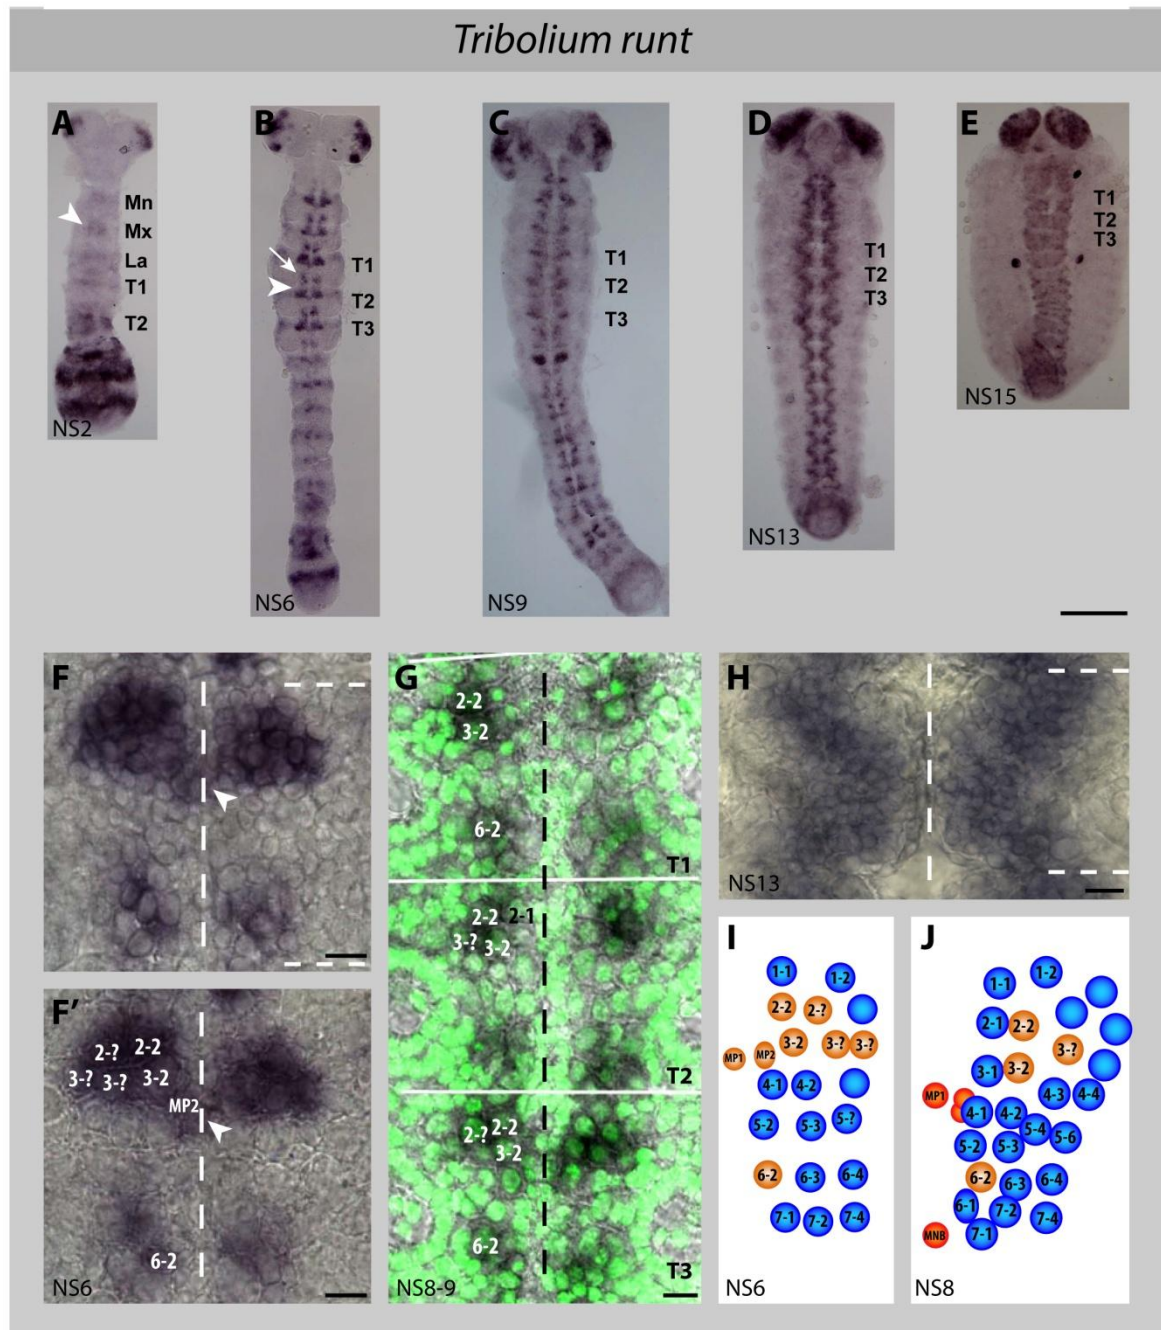 Tribolium runt
A
Mn
Mx
La
T1
T2
NS2
B
T1
T2
T3
NS6
C
T1
T2
T3
NS9
D
T1
T2
T3
NS13
E
T1
T2
T3
NS15
F
F’
2-? 2-2
3-? 3-? 3-2
MP2
6-2
NS6
G
2-2
3-2
6-2
T1
2-2 2-1
3-? 3-2
T2
2-? 2-2
3-2
6-2
T3
NS8-9
H
NS13
I
1-1 1-2
2-2 2-?
3-2 3-? 3-?
MP1 MP2
4-1 4-2
5-2 5-3 5-?
6-2 6-3 6-4
7-1 7-2 7-4
NS6
J
1-1 1-2
2-1 2-2
3-1 3-2 3-?
MP1 4-1 4-2 4-3 4-4
5-2 5-3 5-4 5-6
6-2 6-3 6-4
6-1 7-2 7-4
MNB 7-1
NS8